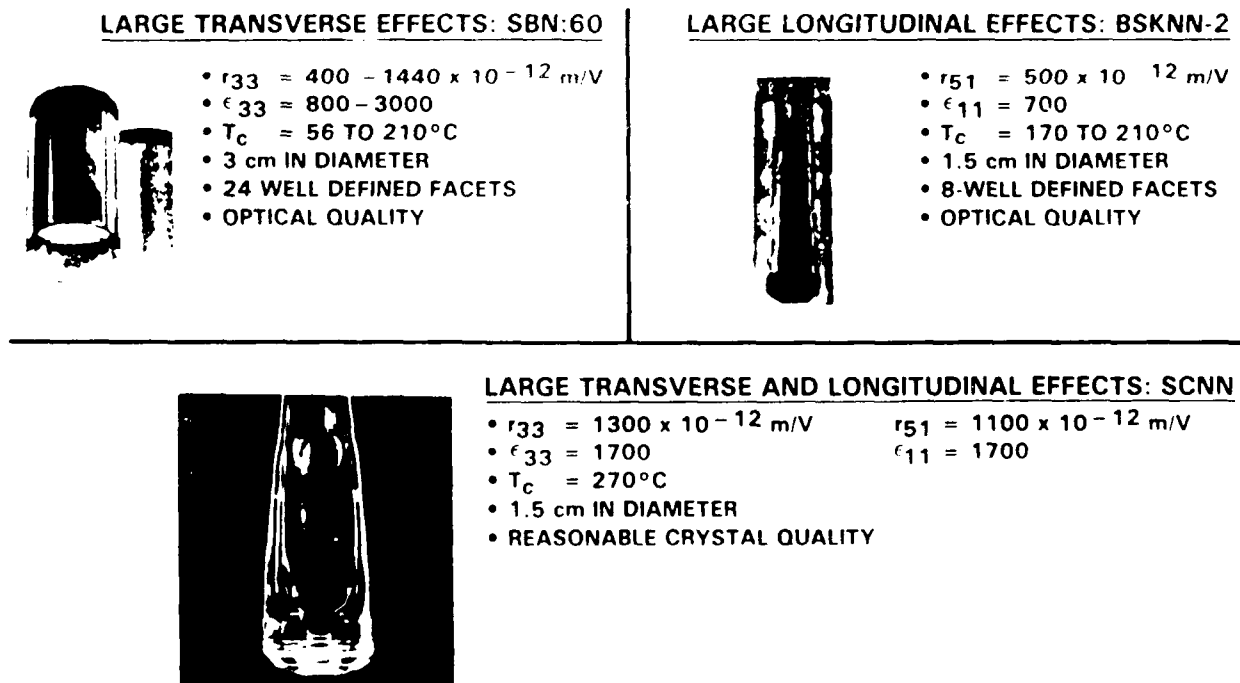 LARGE TRANSVERSE EFFECTS: SBN:60
• r33 = 400 – 1440 x 10 – 12 m/V
• ϵ33 = 800 – 3000
• Tc = 56 TO 210°C
• 3 cm IN DIAMETER
• 24 WELL DEFINED FACETS
• OPTICAL QUALITY
LARGE LONGITUDINAL EFFECTS: BSKNN-2
• r51 = 500 x 10 12 m/V
• ϵ11 = 700
• Tc = 170 TO 210°C
• 1.5 cm IN DIAMETER
• 8-WELL DEFINED FACETS
• OPTICAL QUALITY
LARGE TRANSVERSE AND LONGITUDINAL EFFECTS: SCNN
• r33 = 1300 x 10 – 12 m/V r51 = 1100 x 10 – 12 m/V
• ϵ33 = 1700 ϵ11 = 1700
• Tc = 270°C
• 1.5 cm IN DIAMETER
• REASONABLE CRYSTAL QUALITY